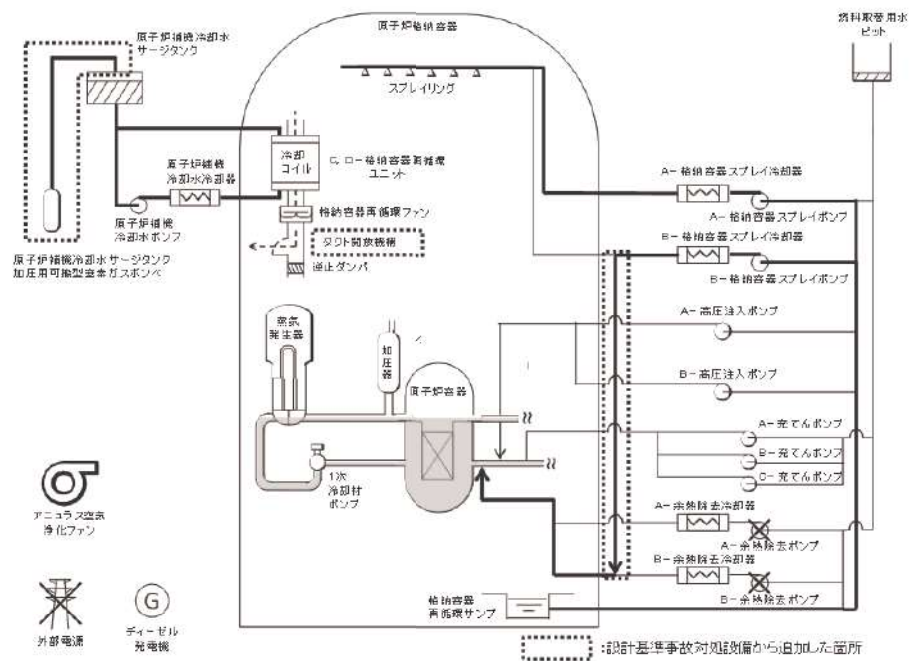 原子炉補機冷却水
サージタンク
原子炉格納容器
燃料取替用水
ピット
スプレイリング
冷却
コイル
C, D-格納容器再循環
ユニット
原子炉補機
冷却水冷却器
A-格納容器スプレイ冷却器
格納容器再循環ファン
原子炉補機
冷却水ポンプ
A-格納容器スプレイポンプ
ダクト開放機構
B-格納容器スプレイ冷却器
原子炉補機冷却水サージタンク
加圧用可搬型窒素ガスボンベ
逆止ダンパ
B-格納容器スプレイポンプ
蒸気
発生器
A-高圧注入ポンプ
加
圧
器
原子炉容器
B-高圧注入ポンプ
A-充てんポンプ
B-充てんポンプ
C-充てんポンプ
1次
冷却材
ポンプ
アニュラス空気
浄化ファン
A-余熱除去冷却器
A-余熱除去ポンプ
B-余熱除去冷却器
B-余熱除去ポンプ
格納容器
再循環サンプ
G
外部電源
ディーゼル
発電機
:設計基準事故対処設備から追加した箇所